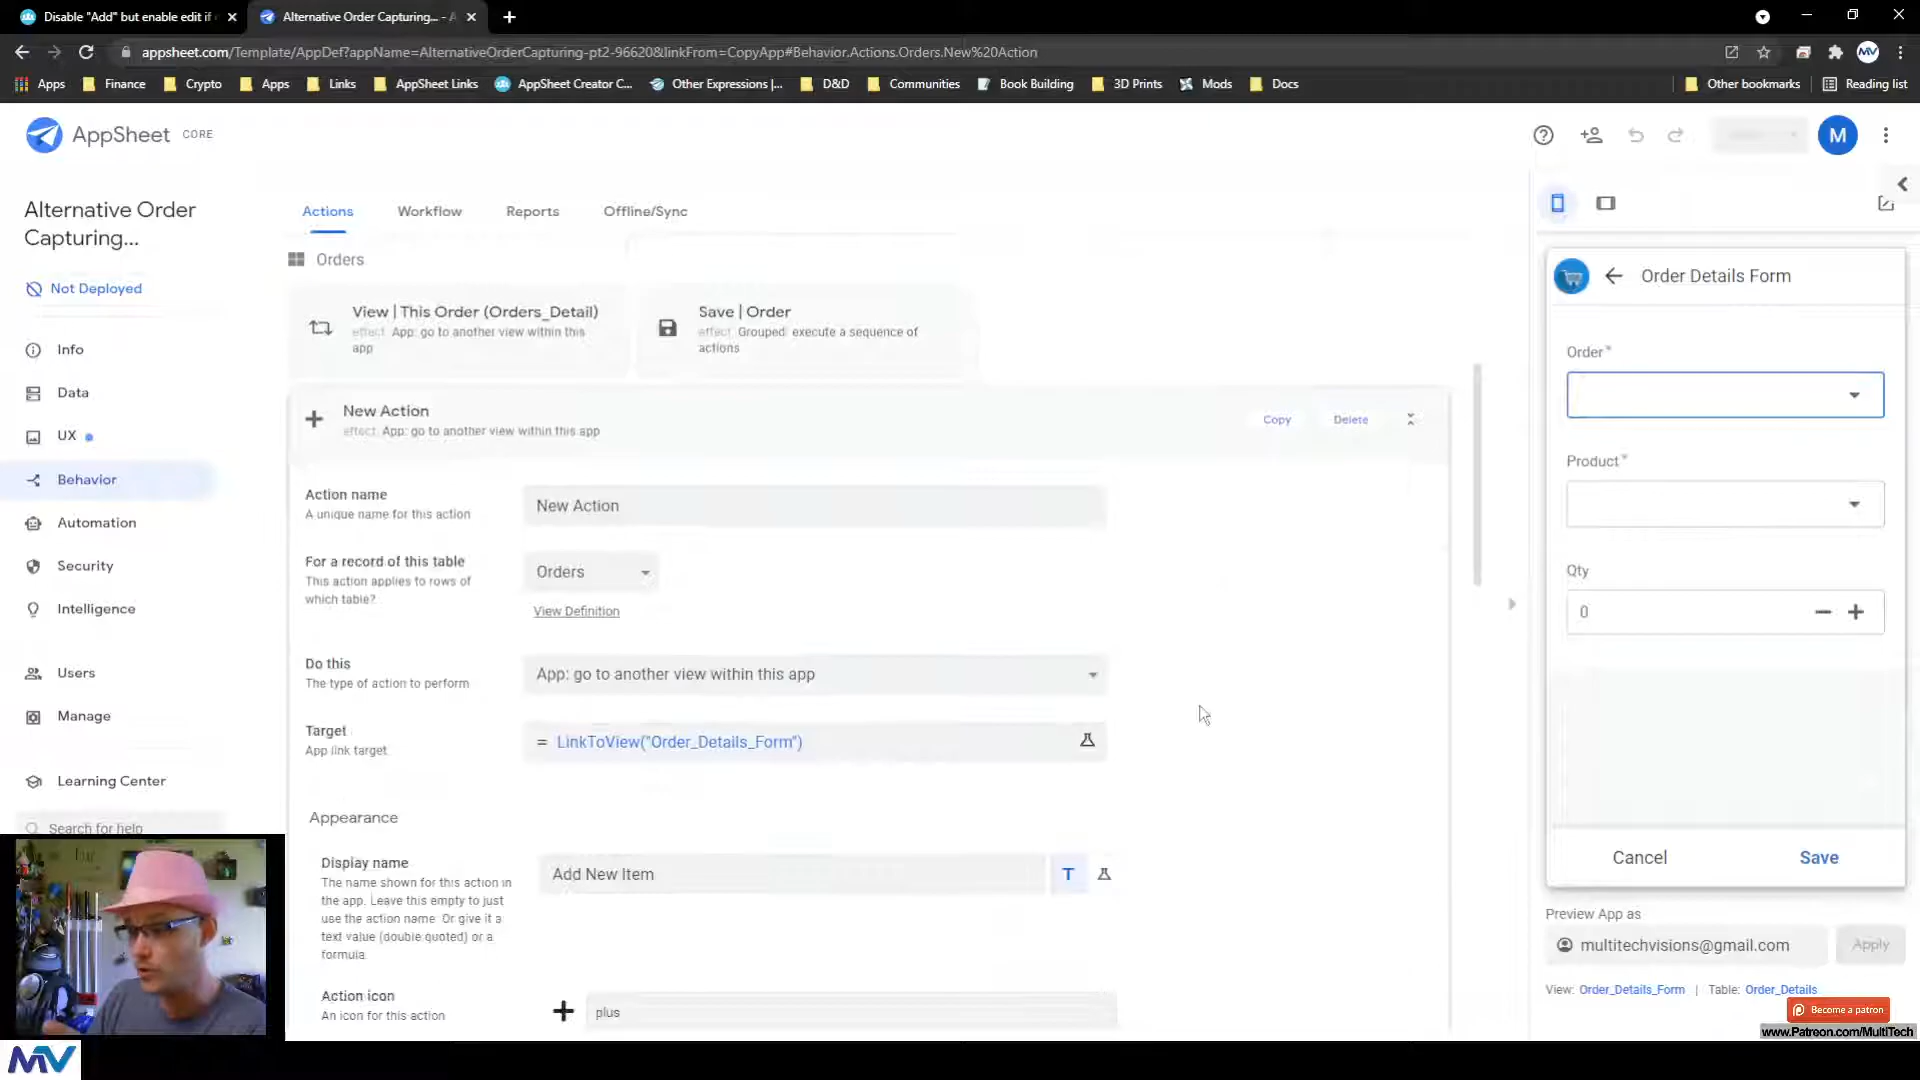 Disable "Add" but enable edit if
Alternative Order Capturing... - A
appsheet.com/Template/AppDef?appName=AlternativeOrderCapturing-pt2-96620&linkFrom=CopyApp#Behavior.Actions.Orders.New%20Action
MV
Apps
Finance
Crypto
Apps
Links
AppSheet Links
AppSheet Creator C...
Other Expressions |...
D&D
Communities
Book Building
3D Prints
Mods
Docs
Other bookmarks
Reading list
AppSheet CORE
M
Alternative Order
Capturing...
Not Deployed
Info
Data
UX
Behavior
Automation
Security
Intelligence
Users
Manage
Learning Center
Search for help
Actions
Workflow
Reports
Offline/Sync
Orders
View | This Order (Orders_Detail)
effect: App: go to another view within this
app
Save | Order
effect: Grouped: execute a sequence of
actions
New Action
effect: App: go to another view within this app
Copy
Delete
Action name
A unique name for this action
New Action
For a record of this table
This action applies to rows of
which table?
Orders
View Definition
Do this
The type of action to perform
App: go to another view within this app
Target
App link target
= LinkToView("Order_Details_Form")
Appearance
Display name
The name shown for this action in
the app. Leave this empty to just
use the action name. Or give it a
text value (double quoted) or a
formula.
Add New Item
T
Action icon
An icon for this action
plus
Order Details Form
Order*
Product*
Qty
0
Cancel
Save
Preview App as
multitechvisions@gmail.com
Apply
View: Order_Details_Form | Table: Order_Details
Become a patron
www.Patreon.com/MultiTech
MV